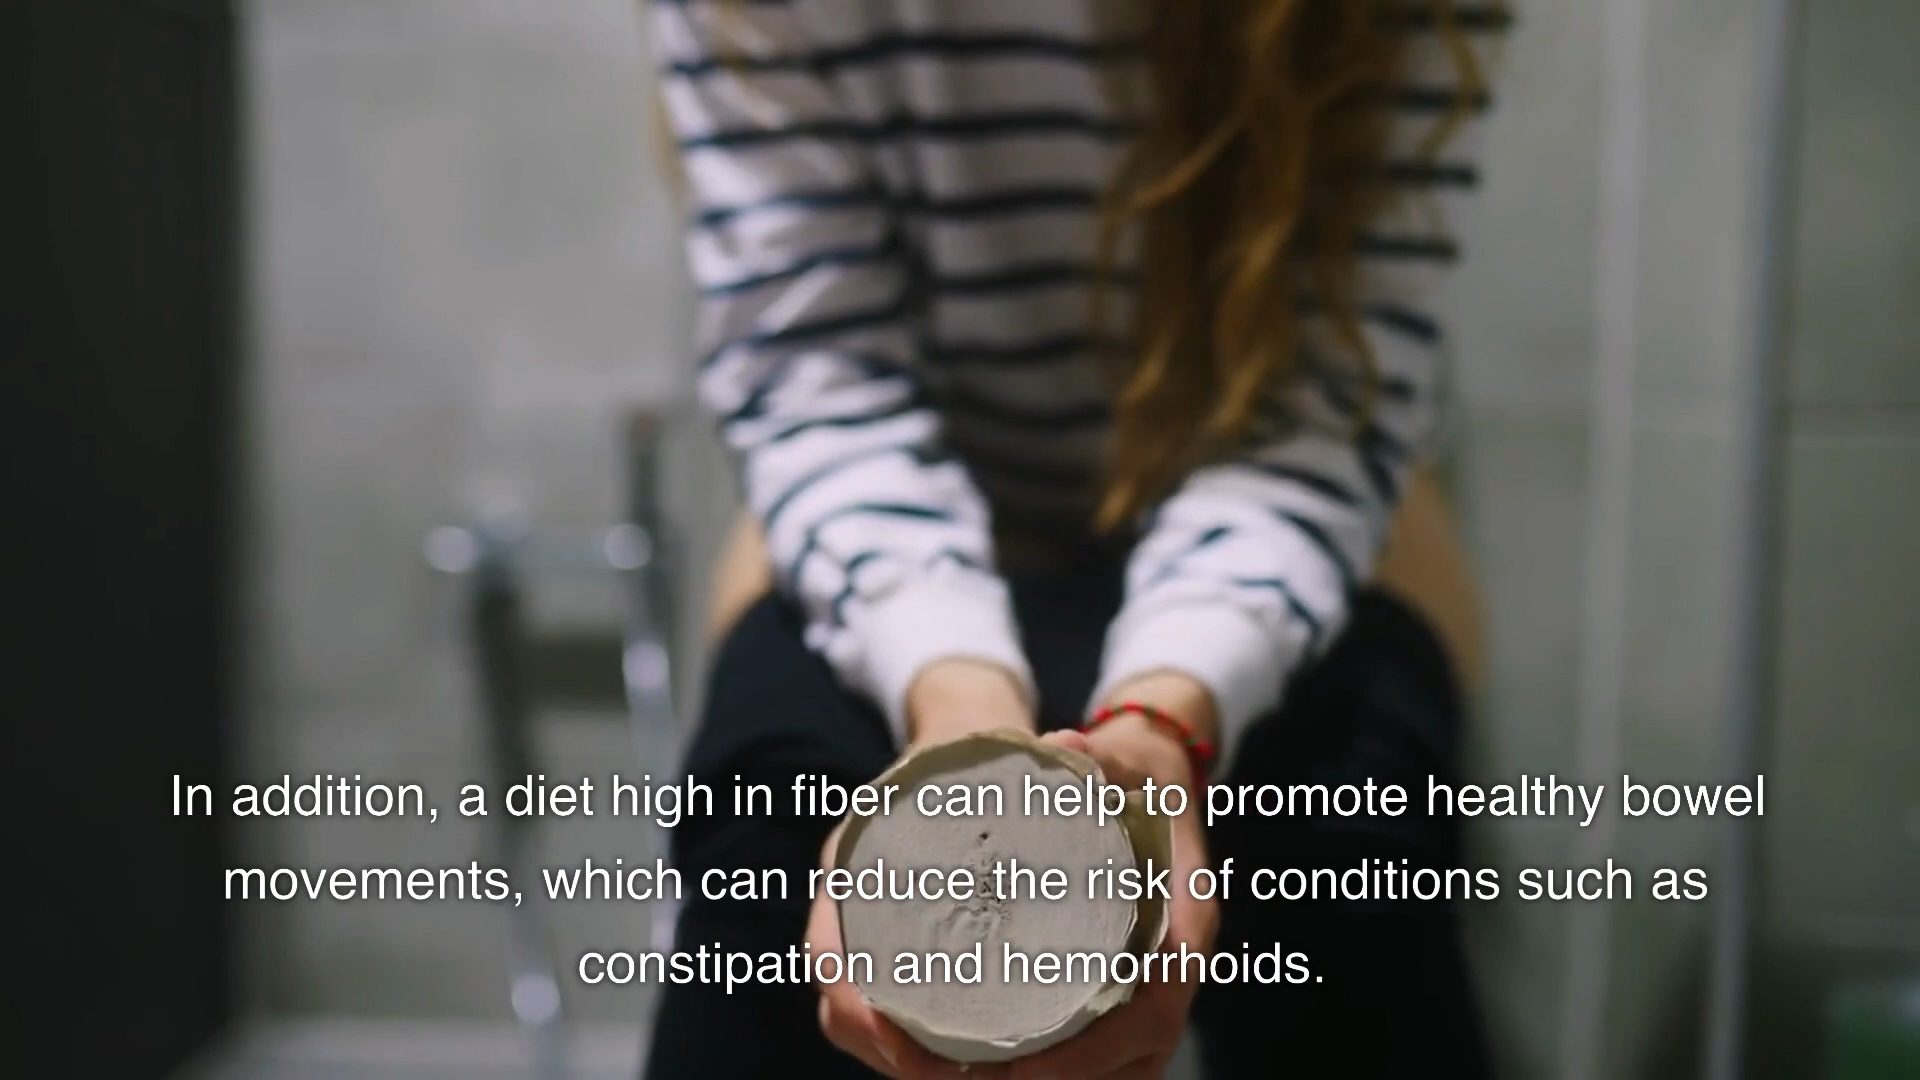 In addition, a diet high in fiber can help to promote healthy bowel
movements, which can reduce the risk of conditions such as
constipation and hemorrhoids.